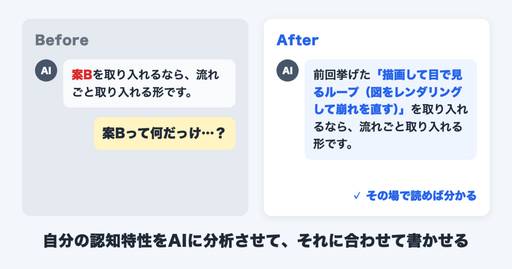 Before
AI
案Bを取り入れるなら、流れ
ごと取り入れる形です。
案Bって何だっけ…？
After
AI
前回挙げた「描画して目で見
るループ（図をレンダリング
して崩れを直す）」を取り入れ
るなら、流れごと取り入れる
形です。
✓ その場で読めば分かる
自分の認知特性をAIに分析させて、それに合わせて書かせる